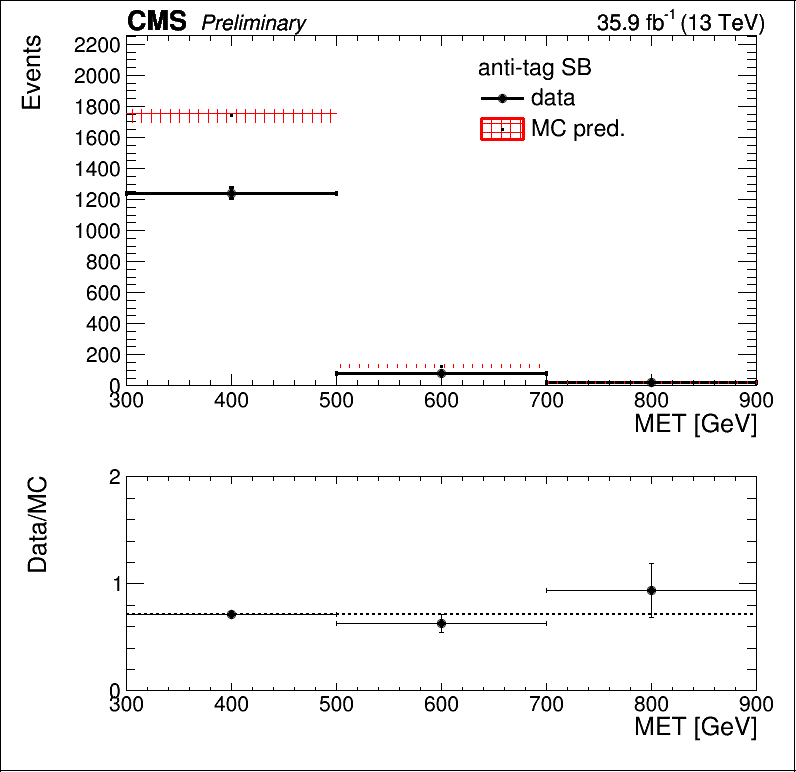 CMS Preliminary 35.9 fb⁻¹ (13 TeV)
Events
2200
2000
1800
1600
1400
1200
1000
800
600
400
200
0
anti-tag SB
data
MC pred.
300 400 500 600 700 800 900
MET [GeV]
Data/MC
2
1
0
300 400 500 600 700 800 900
MET [GeV]